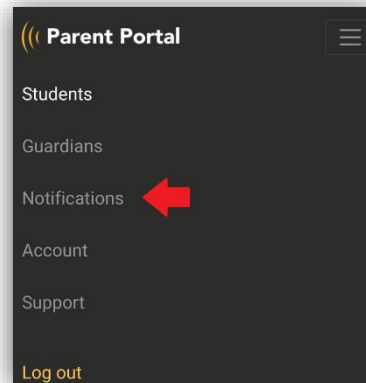 Parent Portal
Students
Guardians
Notifications
Account
Support
Log out